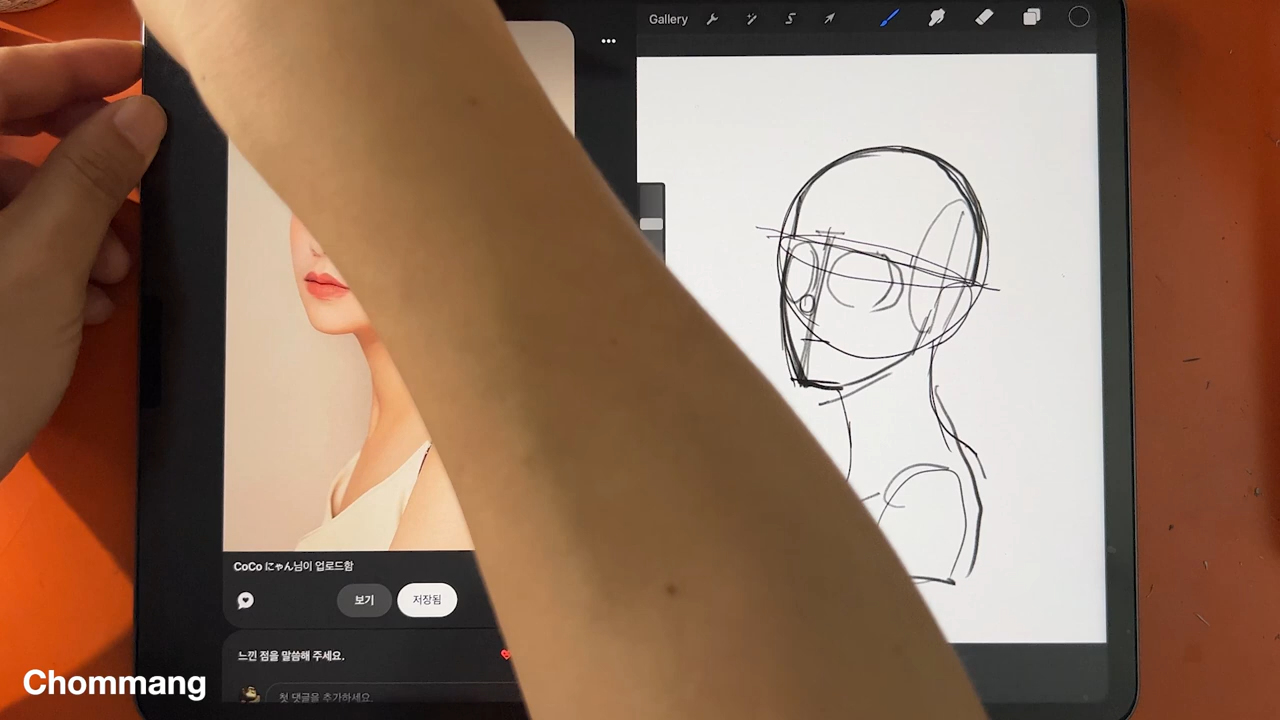 Gallery
CoCo にゃん님이 업로드함
보기
저장됨
느낀 점을 말씀해 주세요.
첫 댓글을 추가하세요.
Chommang